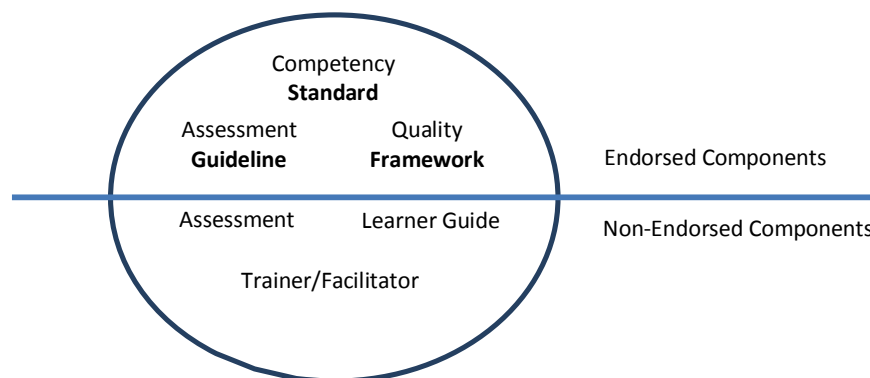 Competency
Standard
Assessment
Guideline
Quality
Framework
Endorsed Components
Assessment
Learner Guide
Non-Endorsed Components
Trainer/Facilitator